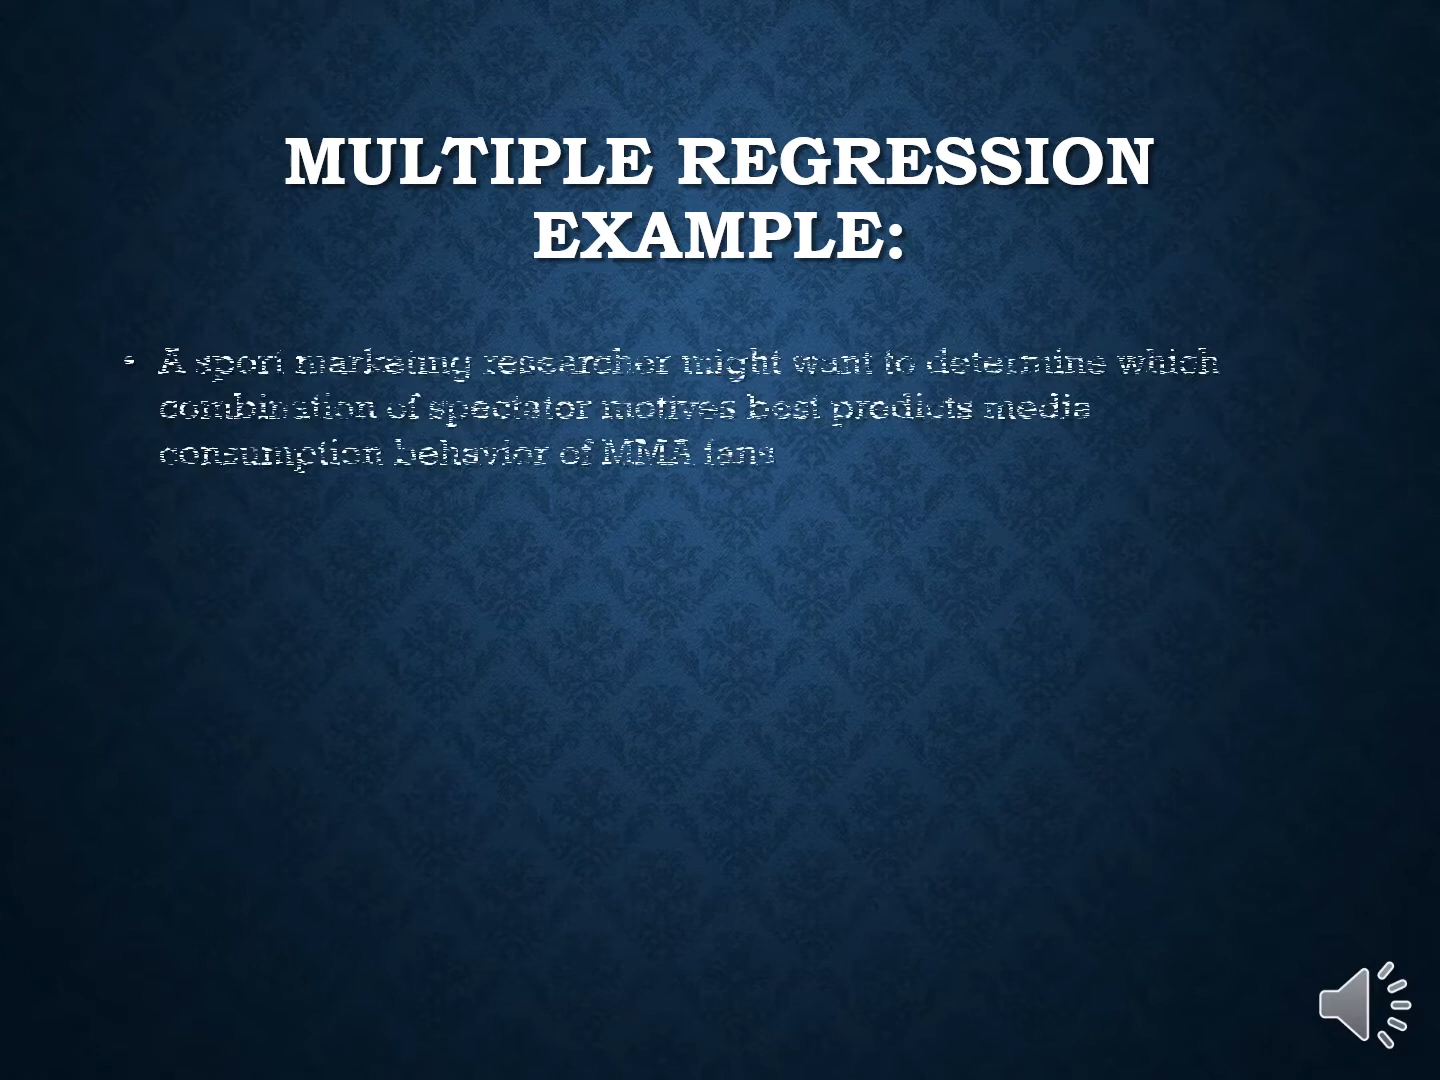 MULTIPLE REGRESSION
EXAMPLE:
• A sport marketing researcher might want to determine which
combination of spectator motives best predicts media
consumption behavior of MMA fans